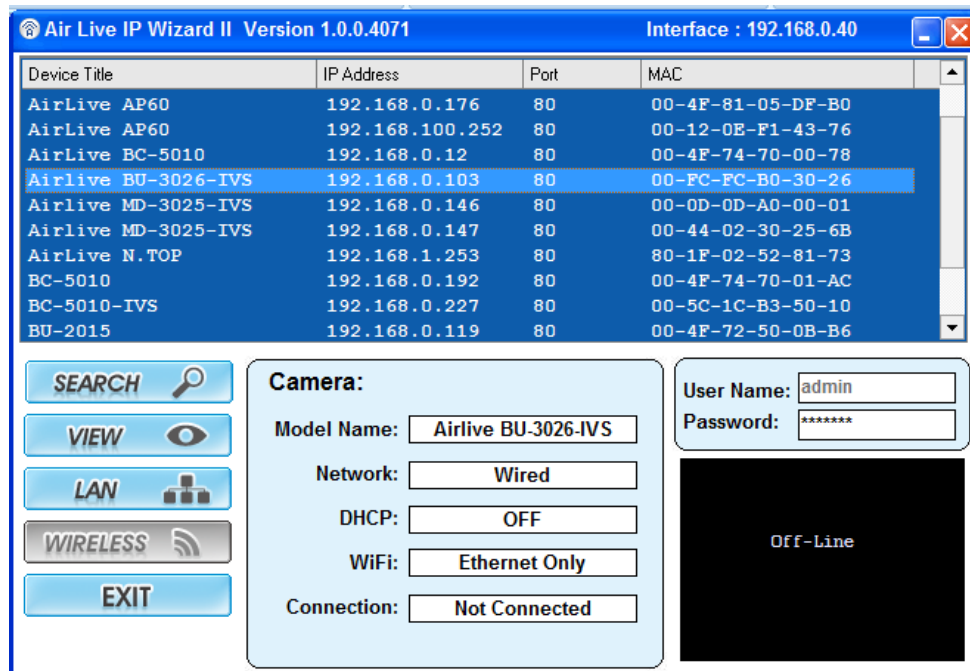 Air Live IP Wizard II Version 1.0.0.4071 Interface : 192.168.0.40
Device Title IP Address Port MAC
AirLive AP60 192.168.0.176 80 00-4F-81-05-DF-B0
AirLive AP60 192.168.100.252 80 00-12-0E-F1-43-76
AirLive BC-5010 192.168.0.12 80 00-4F-74-70-00-78
Airlive BU-3026-IVS 192.168.0.103 80 00-FC-FC-B0-30-26
Airlive MD-3025-IVS 192.168.0.146 80 00-0D-0D-A0-00-01
Airlive MD-3025-IVS 192.168.0.147 80 00-44-02-30-25-6B
AirLive N.TOP 192.168.1.253 80 80-1F-02-52-81-73
BC-5010 192.168.0.192 80 00-4F-74-70-01-AC
BC-5010-IVS 192.168.0.227 80 00-5C-1C-B3-50-10
BU-2015 192.168.0.119 80 00-4F-72-50-0B-B6
SEARCH
VIEW
LAN
WIRELESS
EXIT
Camera:
Model Name: Airlive BU-3026-IVS
Network: Wired
DHCP: OFF
WiFi: Ethernet Only
Connection: Not Connected
User Name: admin
Password: *******
Off-Line